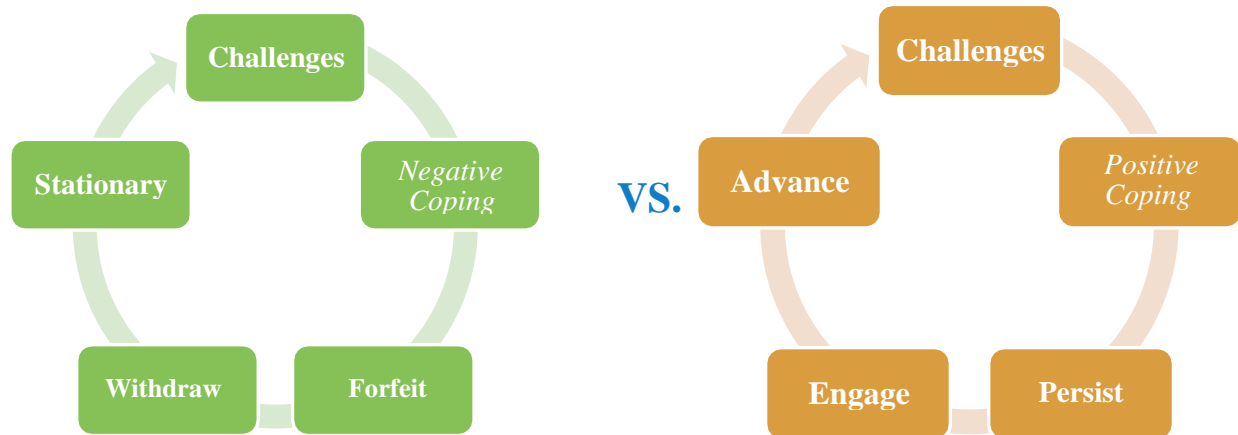 Challenges
Negative
Coping
Forfeit
Withdraw
Stationary
VS.
Challenges
Positive
Coping
Persist
Engage
Advance